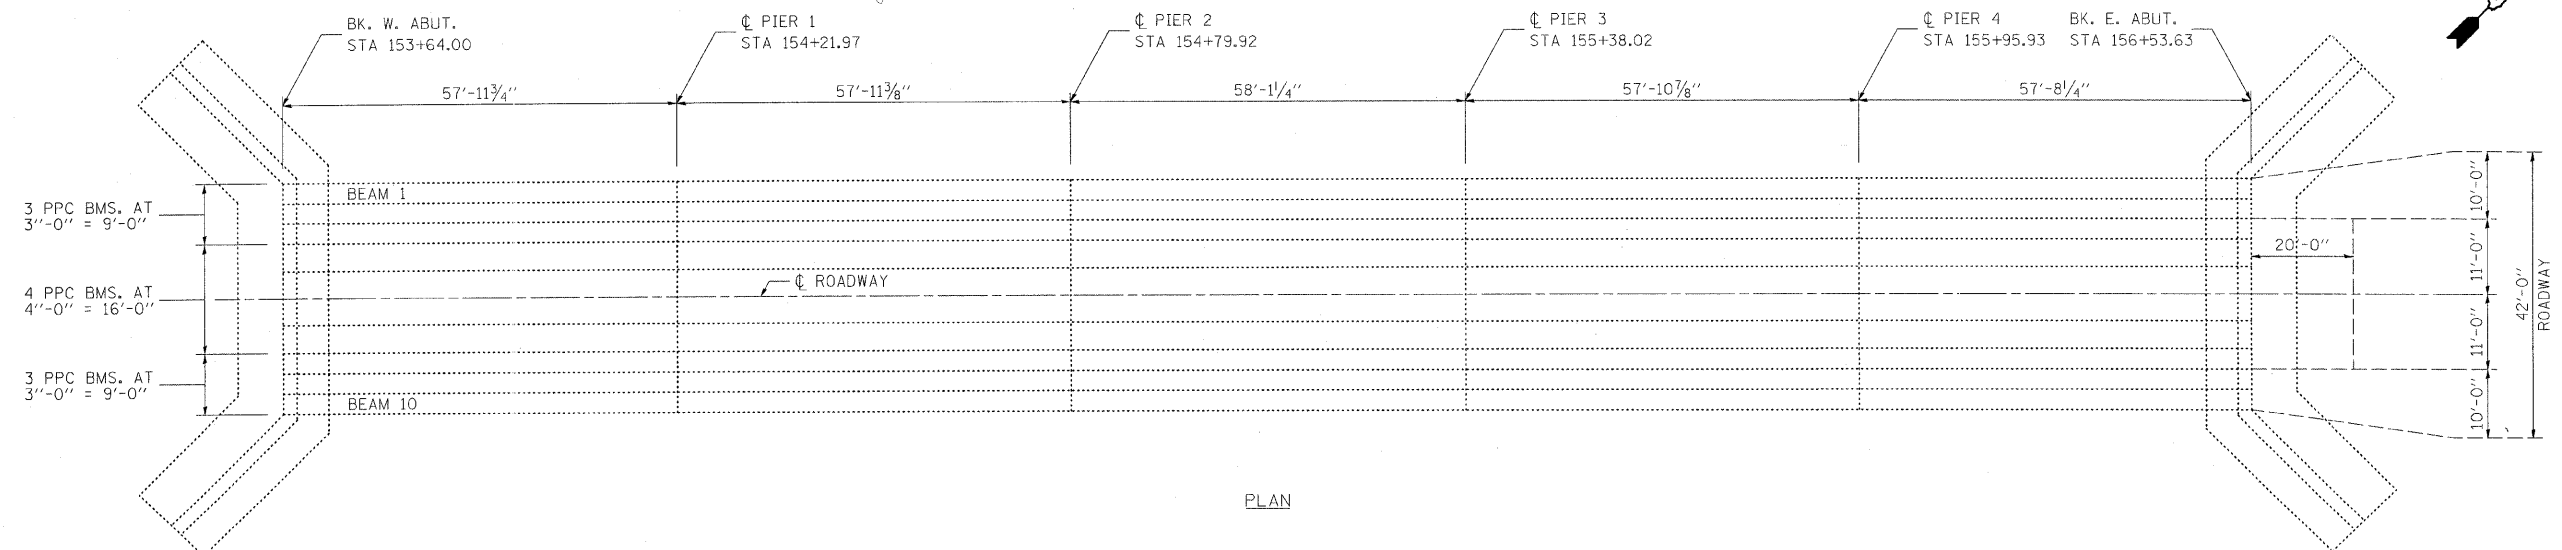 BK. W. ABUT.
STA 153+64.00
℄ PIER 1
STA 154+21.97
℄ PIER 2
STA 154+79.92
℄ PIER 3
STA 155+38.02
℄ PIER 4
STA 155+95.93
BK. E. ABUT.
STA 156+53.63
57'-11¾"
57'-11⅜"
58'-1¼"
57'-10⅞"
57'-8¼"
BEAM 1
3 PPC BMS. AT
3"-0" = 9'-0"
4 PPC BMS. AT
4"-0" = 16'-0"
3 PPC BMS. AT
3"-0" = 9'-0"
℄ ROADWAY
BEAM 10
20'-0"
10'-0"
11'-0"
11'-0"
10'-0"
42'-0"
ROADWAY
PLAN